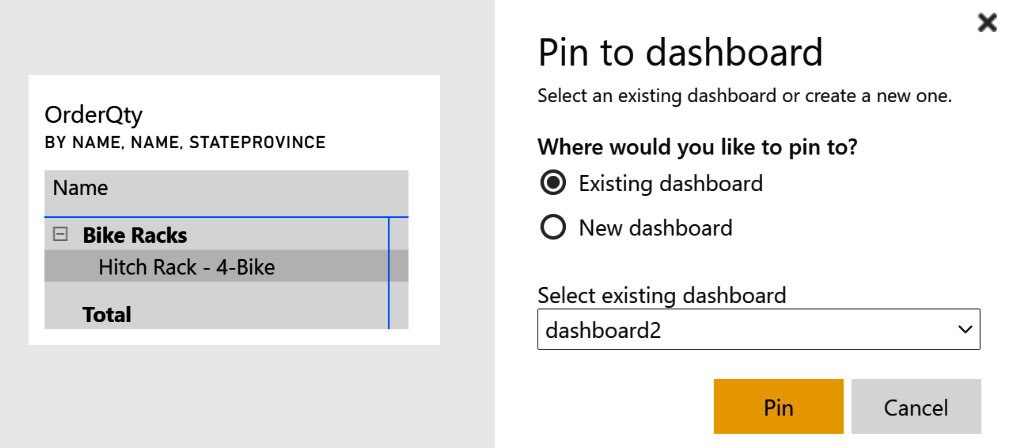 OrderQty
BY NAME, NAME, STATEPROVINCE
Name
Bike Racks
Hitch Rack - 4-Bike
Total
Pin to dashboard
Select an existing dashboard or create a new one.
Where would you like to pin to?
Existing dashboard
New dashboard
Select existing dashboard
dashboard2
Pin
Cancel